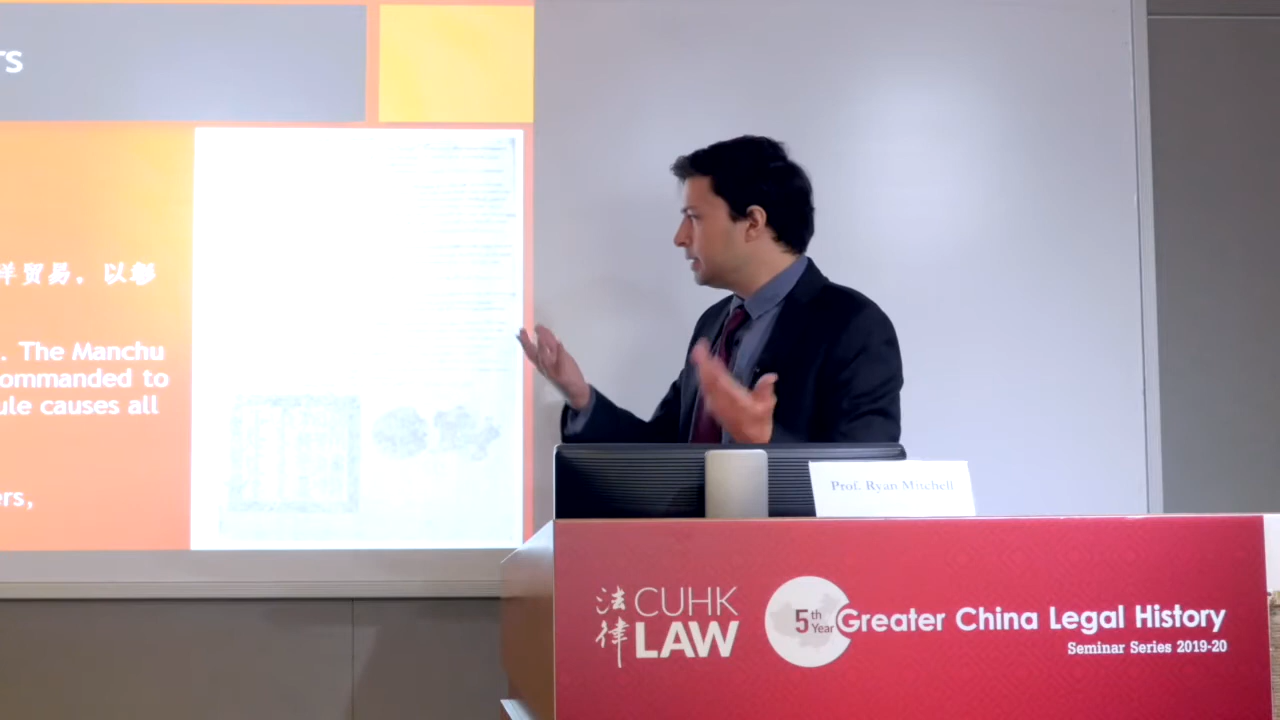 TS
洋贸易，以彰
. The Manchu
ommanded to
ule causes all
ers,
Prof. Ryan Mitchell
法律
CUHK
LAW
5th
Year
Greater China Legal History
Seminar Series 2019-20